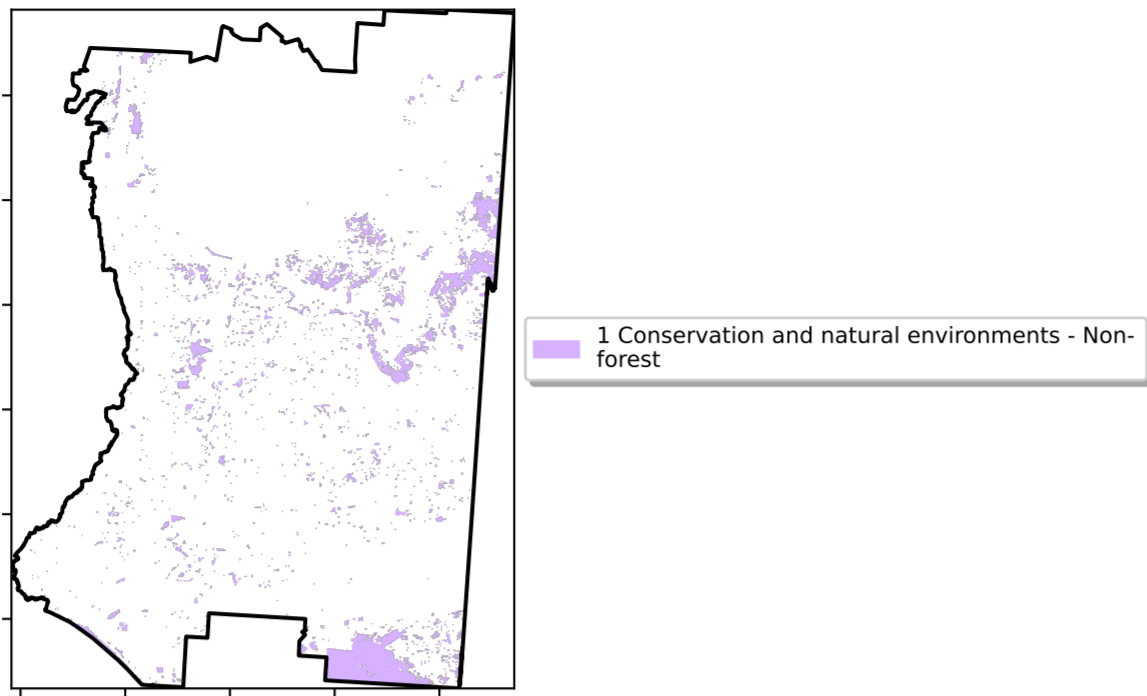 1 Conservation and natural environments - Non-
forest